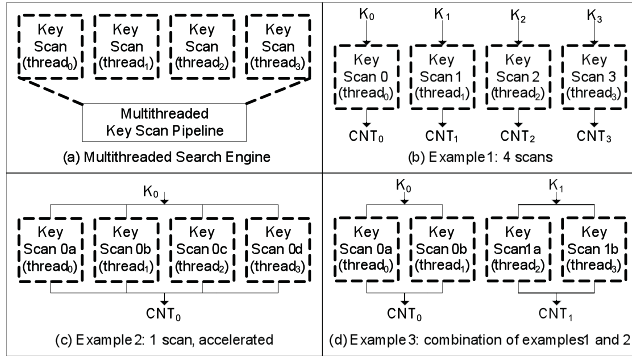 Key Scan (thread0)
Key Scan (thread1)
Key Scan (thread2)
Key Scan (thread3)
Multithreaded
Key Scan Pipeline
(a) Multithreaded Search Engine
K0
K1
K2
K3
Key Scan 0 (thread0)
Key Scan 1 (thread1)
Key Scan 2 (thread2)
Key Scan 3 (thread3)
CNT0
CNT1
CNT2
CNT3
(b) Example1: 4 scans
K0
Key Scan 0a (thread0)
Key Scan 0b (thread1)
Key Scan 0c (thread2)
Key Scan 0d (thread3)
CNT0
(c) Example2: 1 scan, accelerated
K0
K1
Key Scan 0a (thread0)
Key Scan 0b (thread1)
Key Scan1a (thread2)
Key Scan 1b (thread3)
CNT0
CNT1
(d) Example3: combination of examples1 and 2